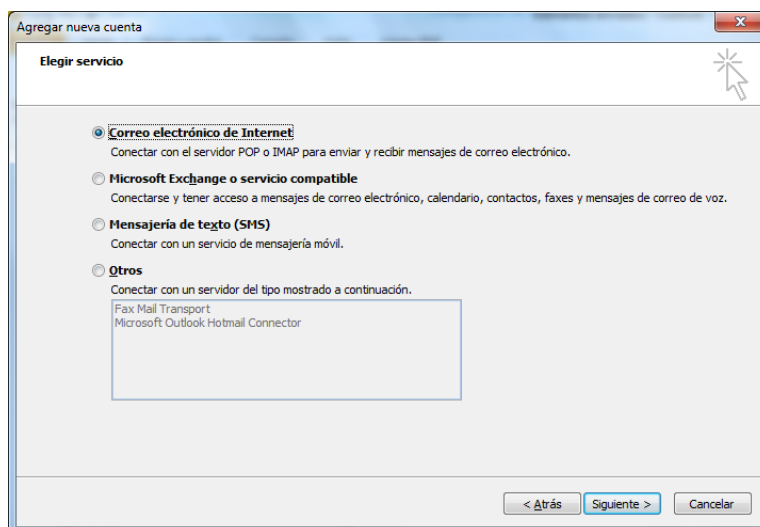 Agregar nueva cuenta
Elegir servicio
Correo electrónico de Internet
Conectar con el servidor POP o IMAP para enviar y recibir mensajes de correo electrónico.
Microsoft Exchange o servicio compatible
Conectarse y tener acceso a mensajes de correo electrónico, calendario, contactos, faxes y mensajes de correo de voz.
Mensajería de texto (SMS)
Conectar con un servicio de mensajería móvil.
Otros
Conectar con un servidor del tipo mostrado a continuación.
Fax Mail Transport
Microsoft Outlook Hotmail Connector
< Atrás
Siguiente >
Cancelar